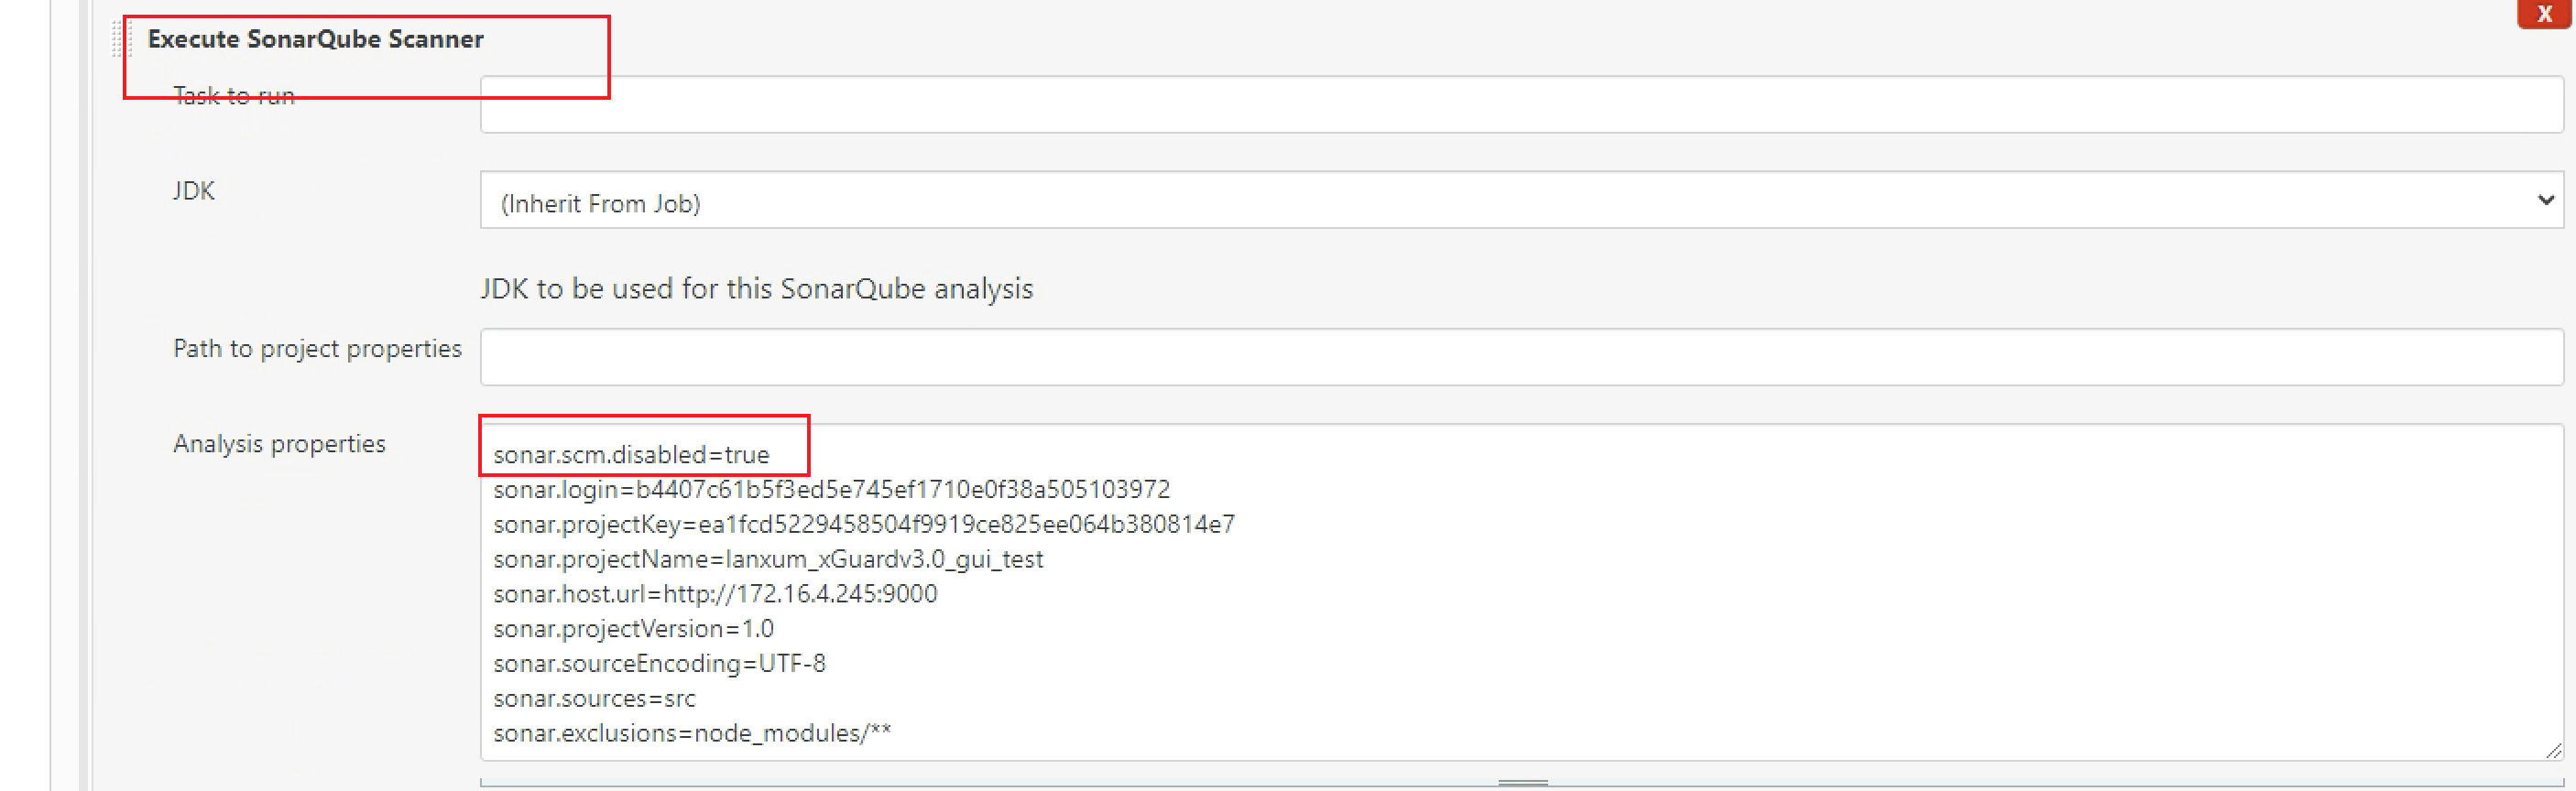 Execute SonarQube Scanner
X
Task to run
JDK
(Inherit From Job)
JDK to be used for this SonarQube analysis
Path to project properties
Analysis properties
sonar.scm.disabled=true
sonar.login=b4407c61b5f3ed5e745ef1710e0f38a505103972
sonar.projectKey=ea1fcd5229458504f9919ce825ee064b380814e7
sonar.projectName=lanxum_xGuardv3.0_gui_test
sonar.host.url=http://172.16.4.245:9000
sonar.projectVersion=1.0
sonar.sourceEncoding=UTF-8
sonar.sources=src
sonar.exclusions=node_modules/**